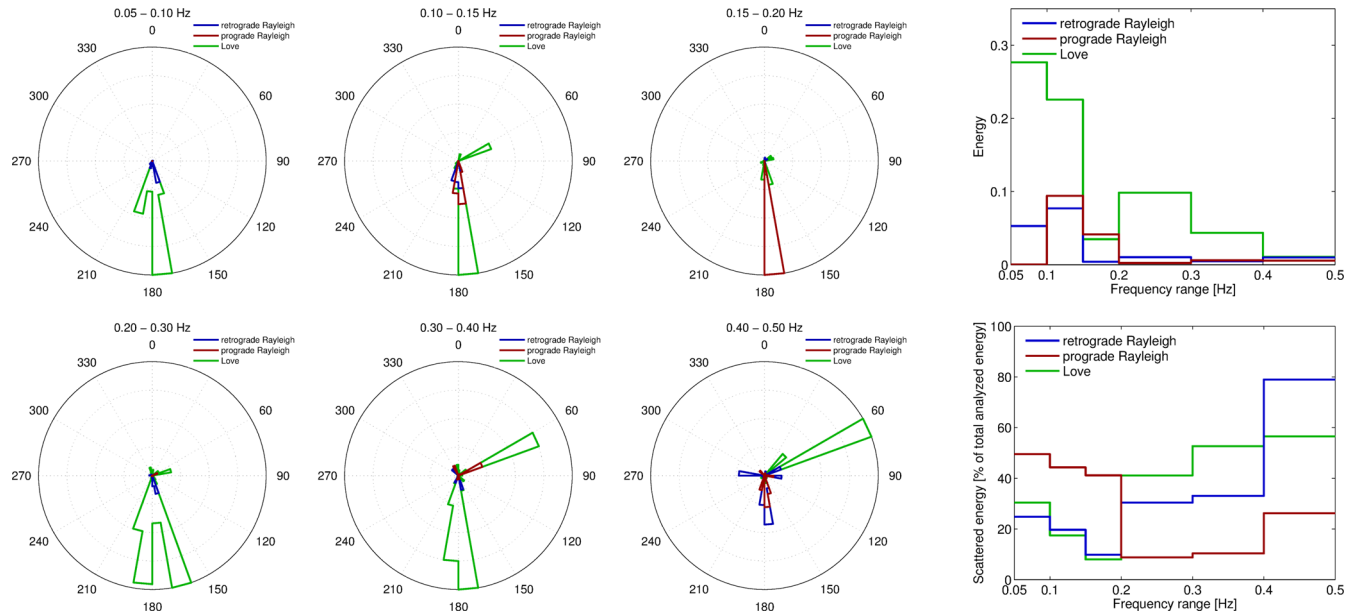 0.05 – 0.10 Hz
retrograde Rayleigh
prograde Rayleigh
Love
0
330
300
60
270
90
240
120
210
150
180
0.10 – 0.15 Hz
retrograde Rayleigh
prograde Rayleigh
Love
0
330
300
60
270
90
240
120
210
150
180
0.15 – 0.20 Hz
retrograde Rayleigh
prograde Rayleigh
Love
0
330
300
60
270
90
240
120
210
150
180
retrograde Rayleigh
prograde Rayleigh
Love
Energy
0.3
0.2
0.1
0
0.05 0.1 0.2 0.3 0.4 0.5
Frequency range [Hz]
0.20 – 0.30 Hz
retrograde Rayleigh
prograde Rayleigh
Love
0
330
300
60
270
90
240
120
210
150
180
0.30 – 0.40 Hz
retrograde Rayleigh
prograde Rayleigh
Love
0
330
300
60
270
90
240
120
210
150
180
0.40 – 0.50 Hz
retrograde Rayleigh
prograde Rayleigh
Love
0
330
300
60
270
90
240
120
210
150
180
retrograde Rayleigh
prograde Rayleigh
Love
Scattered energy [% of total analyzed energy]
100
80
60
40
20
0
0.05 0.1 0.2 0.3 0.4 0.5
Frequency range [Hz]